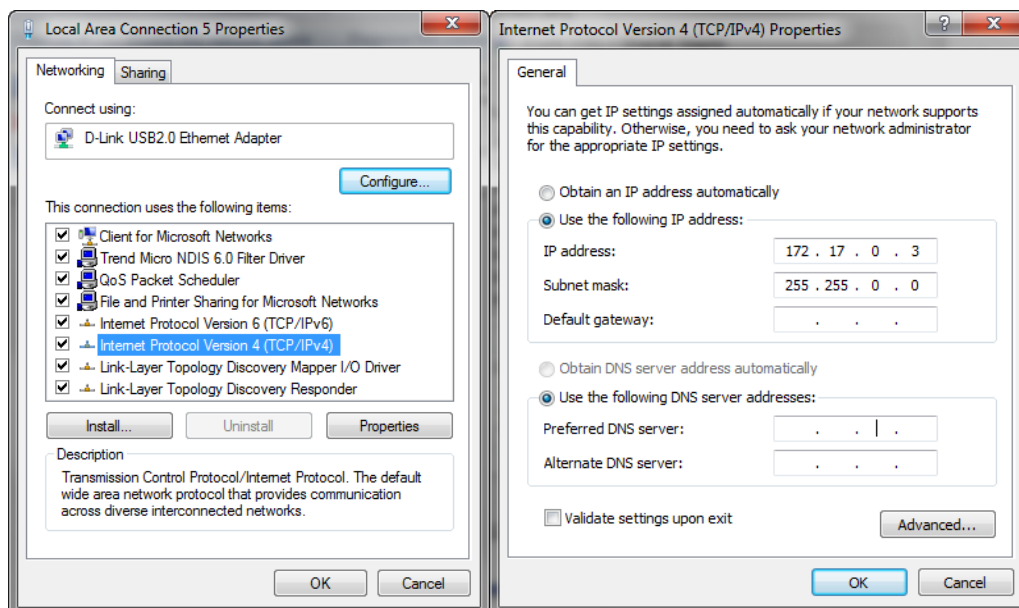 Local Area Connection 5 Properties
Networking
Sharing
Connect using:
D-Link USB2.0 Ethernet Adapter
Configure...
This connection uses the following items:
Client for Microsoft Networks
Trend Micro NDIS 6.0 Filter Driver
QoS Packet Scheduler
File and Printer Sharing for Microsoft Networks
Internet Protocol Version 6 (TCP/IPv6)
Internet Protocol Version 4 (TCP/IPv4)
Link-Layer Topology Discovery Mapper I/O Driver
Link-Layer Topology Discovery Responder
Install...
Uninstall
Properties
Description
Transmission Control Protocol/Internet Protocol. The default
wide area network protocol that provides communication
across diverse interconnected networks.
OK
Cancel
Internet Protocol Version 4 (TCP/IPv4) Properties
General
You can get IP settings assigned automatically if your network supports
this capability. Otherwise, you need to ask your network administrator
for the appropriate IP settings.
Obtain an IP address automatically
Use the following IP address:
IP address: 172 . 17 . 0 . 3
Subnet mask: 255 . 255 . 0 . 0
Default gateway: . . .
Obtain DNS server address automatically
Use the following DNS server addresses:
Preferred DNS server: . . .
Alternate DNS server: . . .
Validate settings upon exit
Advanced...
OK
Cancel